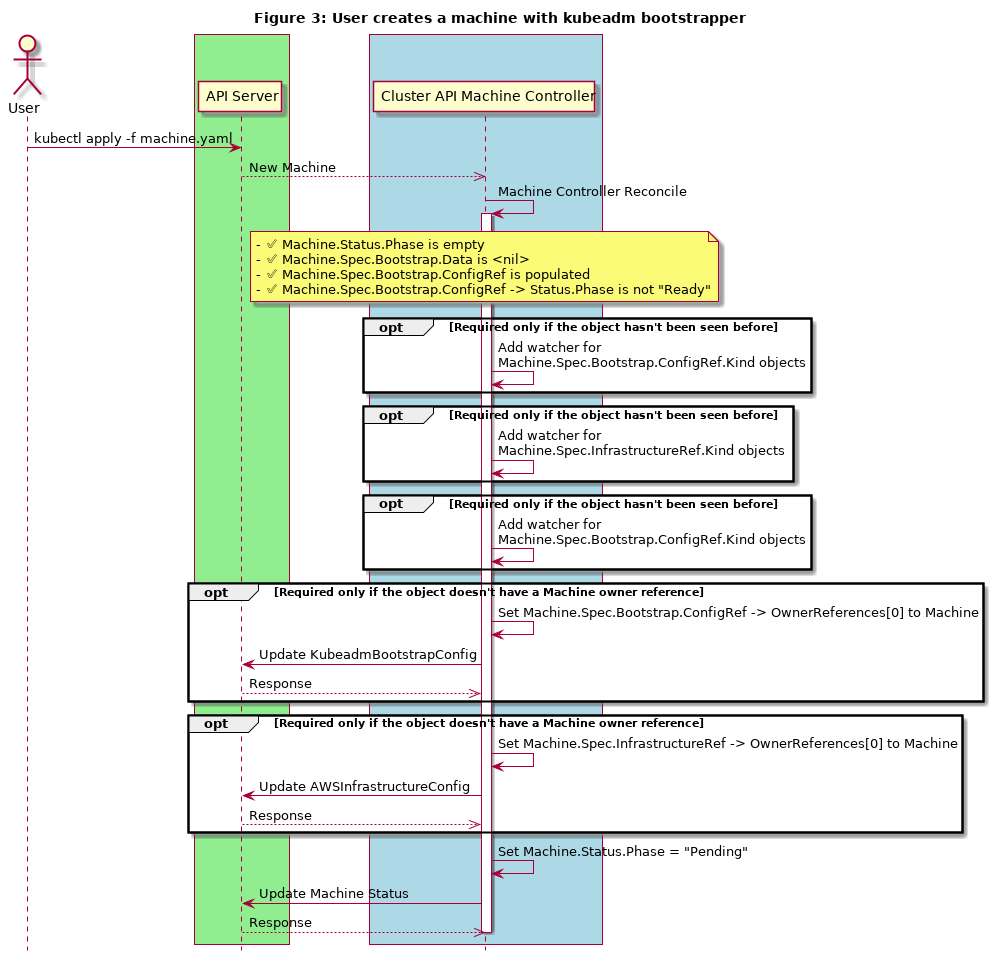 Figure 3: User creates a machine with kubeadm bootstrapper
User
API Server
Cluster API Machine Controller
kubectl apply -f machine.yaml
New Machine
Machine Controller Reconcile
- ✅ Machine.Status.Phase is empty
- ✅ Machine.Spec.Bootstrap.Data is <nil>
- ✅ Machine.Spec.Bootstrap.ConfigRef is populated
- ✅ Machine.Spec.Bootstrap.ConfigRef -> Status.Phase is not "Ready"
opt [Required only if the object hasn't been seen before]
Add watcher for
Machine.Spec.Bootstrap.ConfigRef.Kind objects
opt [Required only if the object hasn't been seen before]
Add watcher for
Machine.Spec.InfrastructureRef.Kind objects
opt [Required only if the object hasn't been seen before]
Add watcher for
Machine.Spec.Bootstrap.ConfigRef.Kind objects
opt [Required only if the object doesn't have a Machine owner reference]
Set Machine.Spec.Bootstrap.ConfigRef -> OwnerReferences[0] to Machine
Update KubeadmBootstrapConfig
Response
opt [Required only if the object doesn't have a Machine owner reference]
Set Machine.Spec.InfrastructureRef -> OwnerReferences[0] to Machine
Update AWSInfrastructureConfig
Response
Set Machine.Status.Phase = "Pending"
Update Machine Status
Response